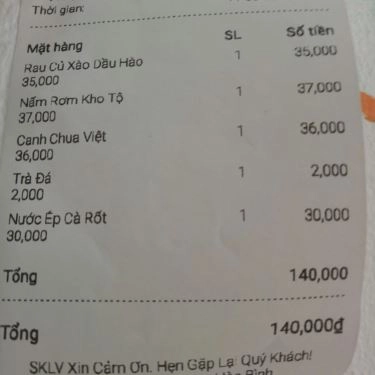 Thời gian:
Mặt hàng SL Số tiền
Rau Củ Xào Dầu Hào 1 35,000
35,000
Nấm Rơm Kho Tộ 1 37,000
37,000
Canh Chua Việt 1 36,000
36,000
Trà Đá 1 2,000
2,000
Nước Ép Cà Rốt 1 30,000
30,000
Tổng 140,000
Tổng 140,000₫
SKLV Xin Cảm Ơn. Hẹn Gặp Lạ Quý Khách!
Bình